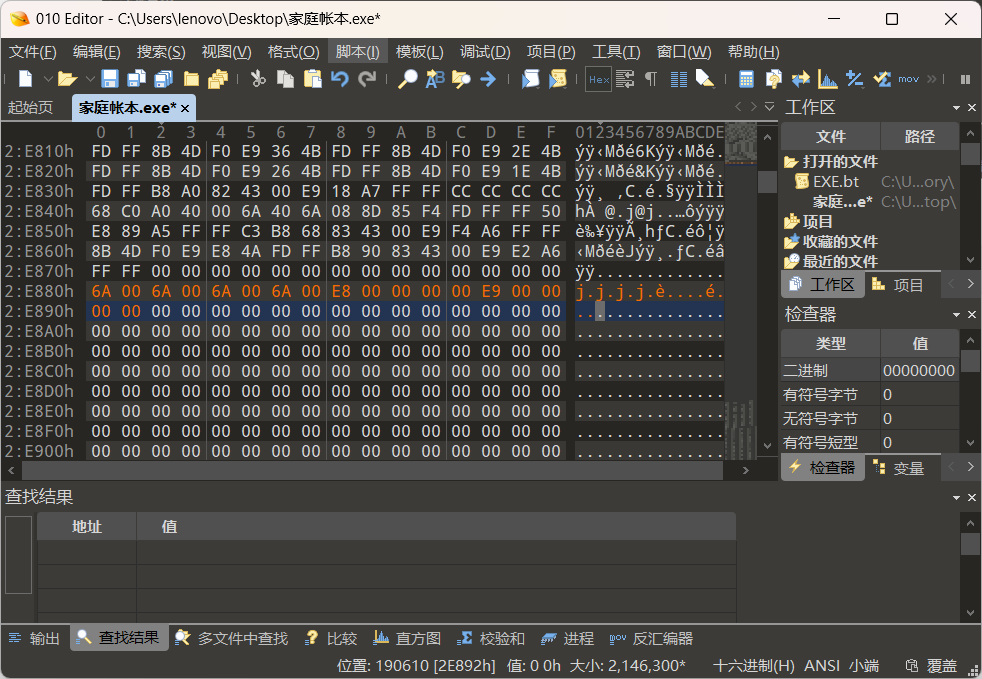 010 Editor - C:\Users\lenovo\Desktop\家庭帐本.exe*
文件(F) 编辑(E) 搜索(S) 视图(V) 格式(O) 脚本(I) 模板(L) 调试(D) 项目(P) 工具(T) 窗口(W) 帮助(H)
Hex mov »
起始页 家庭帐本.exe* × 工作区
0 1 2 3 4 5 6 7 8 9 A B C D E F 0123456789ABCDE 文件 路径
2:E810h FD FF 8B 4D F0 E9 36 4B FD FF 8B 4D F0 E9 2E 4B ýÿ‹Mðé6Kýÿ‹Mðé. 打开的文件
2:E820h FD FF 8B 4D F0 E9 26 4B FD FF 8B 4D F0 E9 1E 4B ýÿ‹Mðé&Kýÿ‹Mðé. EXE.bt C:\U...ory\
2:E830h FD FF B8 A0 82 43 00 E9 18 A7 FF FF CC CC CC CC ýÿ¸ ‚C.é.§ÿÿÌÌÌ 家庭...e* C:\U...top\
2:E840h 68 C0 A0 40 00 6A 40 6A 08 8D 85 F4 FD FF FF 50 hÀ @.j@j..…ôýÿÿ 项目
2:E850h E8 89 A5 FF FF C3 B8 68 83 43 00 E9 F4 A6 FF FF è‰¥ÿÿÃ¸hƒC.éô¦ÿ 收藏的文件
2:E860h 8B 4D F0 E9 E8 4A FD FF B8 90 83 43 00 E9 E2 A6 ‹MðéèJýÿ¸.ƒC.éâ 最近的文件
2:E870h FF FF 00 00 00 00 00 00 00 00 00 00 00 00 00 00 ÿÿ.............
2:E880h 6A 00 6A 00 6A 00 6A 00 E8 00 00 00 00 E9 00 00 j.j.j.j.è....é. 工作区 项目
2:E890h 00 00 00 00 00 00 00 00 00 00 00 00 00 00 00 00 ............... 检查器
2:E8A0h 00 00 00 00 00 00 00 00 00 00 00 00 00 00 00 00 ...............
2:E8B0h 00 00 00 00 00 00 00 00 00 00 00 00 00 00 00 00 ............... 类型 值
2:E8C0h 00 00 00 00 00 00 00 00 00 00 00 00 00 00 00 00 ............... 二进制 00000000
2:E8D0h 00 00 00 00 00 00 00 00 00 00 00 00 00 00 00 00 ............... 有符号字节 0
2:E8E0h 00 00 00 00 00 00 00 00 00 00 00 00 00 00 00 00 ............... 无符号字节 0
2:E8F0h 00 00 00 00 00 00 00 00 00 00 00 00 00 00 00 00 ............... 有符号短型 0
2:E900h 00 00 00 00 00 00 00 00 00 00 00 00 00 00 00 00 ...............
检查器 变量
查找结果
地址 值
输出 查找结果 多文件中查找 比较 直方图 校验和 进程 反汇编器
位置: 190610 [2E892h] 值: 0 0h 大小: 2,146,300* 十六进制(H) ANSI 小端 覆盖